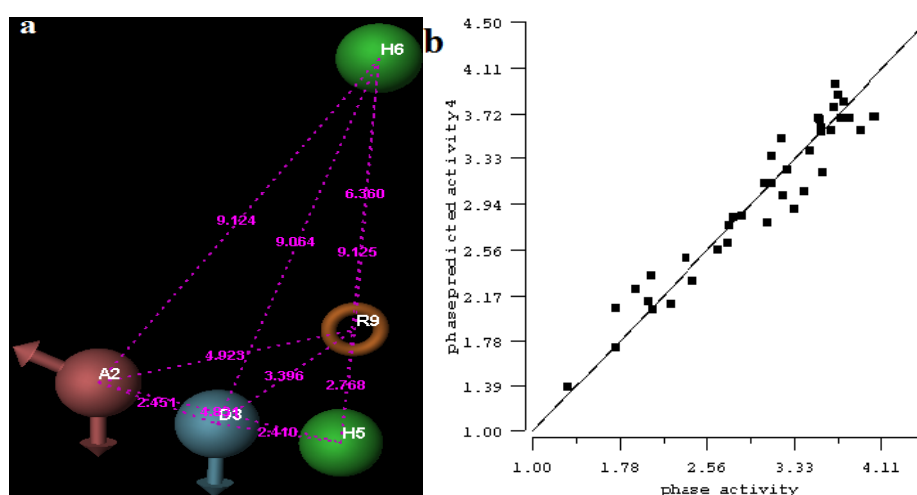 a
H6
6.360
9.124
9.064
9.125
R9
4.923
3.396
A2
2.768
2.451
D3
2.410
H5
b
phasepredicted activity4
4.50
4.11
3.72
3.33
2.94
2.56
2.17
1.78
1.39
1.00
1.00 1.78 2.56 3.33 4.11
phase activity